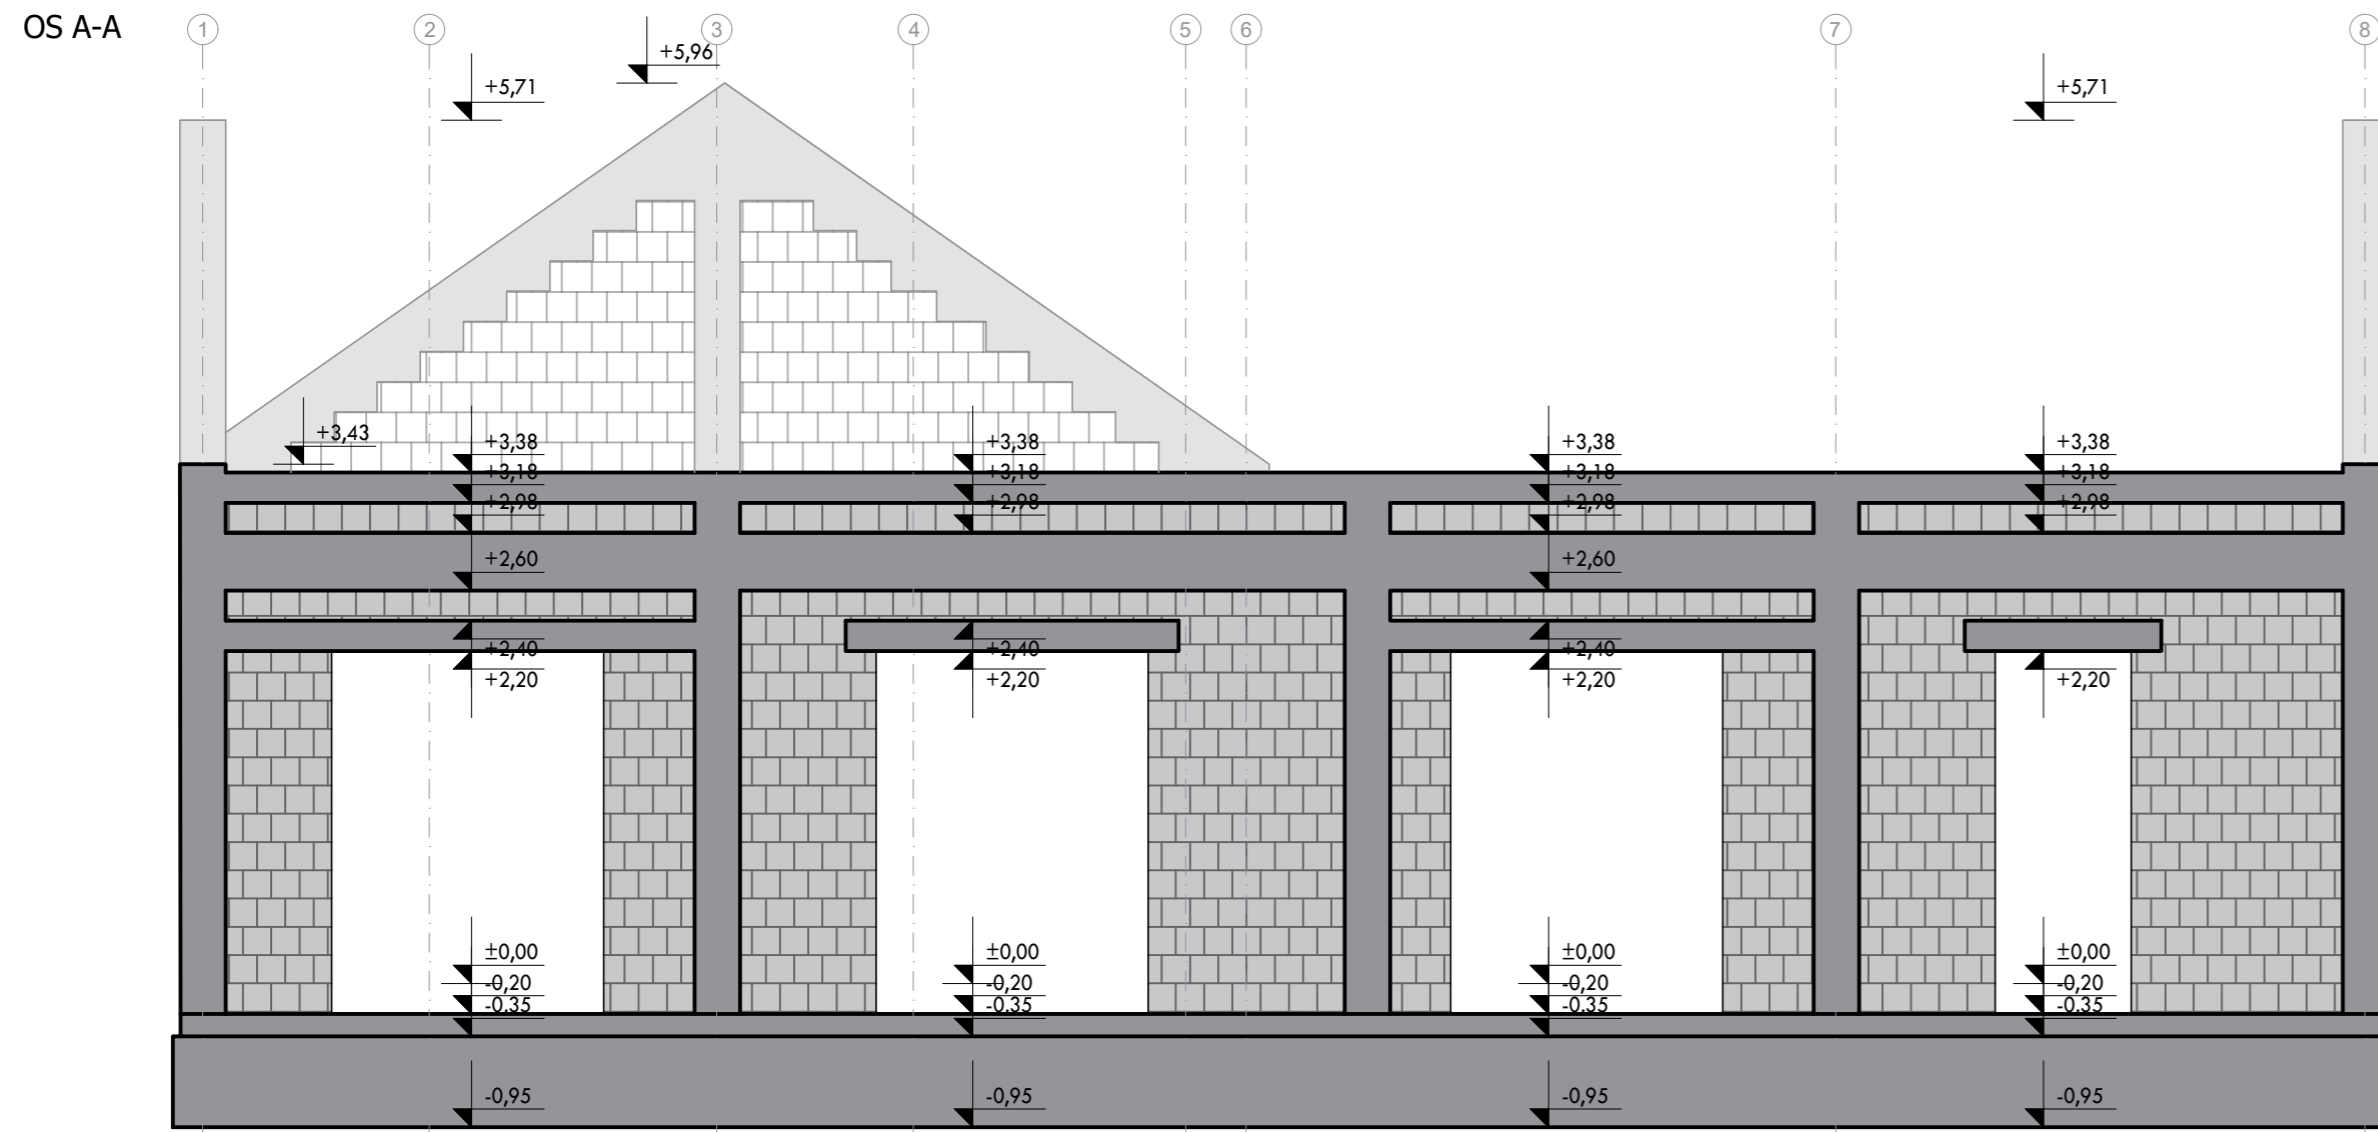 OS A-A
1 2 3 4 5 6 7 8
+5,96
+5,71 +5,71
+3,43
+3,38 +3,38 +3,38 +3,38
+3,18 +3,18 +3,18 +3,18
+2,98 +2,98 +2,98 +2,98
+2,60 +2,60
+2,40 +2,40 +2,40
+2,20 +2,20 +2,20 +2,20
±0,00 ±0,00 ±0,00 ±0,00
-0,20 -0,20 -0,20 -0,20
-0,35 -0,35 -0,35 -0,35
-0,95 -0,95 -0,95 -0,95